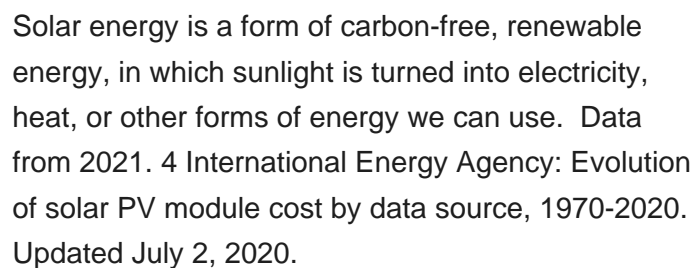 Solar energy is a form of carbon-free, renewable
energy, in which sunlight is turned into electricity,
heat, or other forms of energy we can use.  Data
from 2021. 4 International Energy Agency: Evolution
of solar PV module cost by data source, 1970-2020.
Updated July 2, 2020.